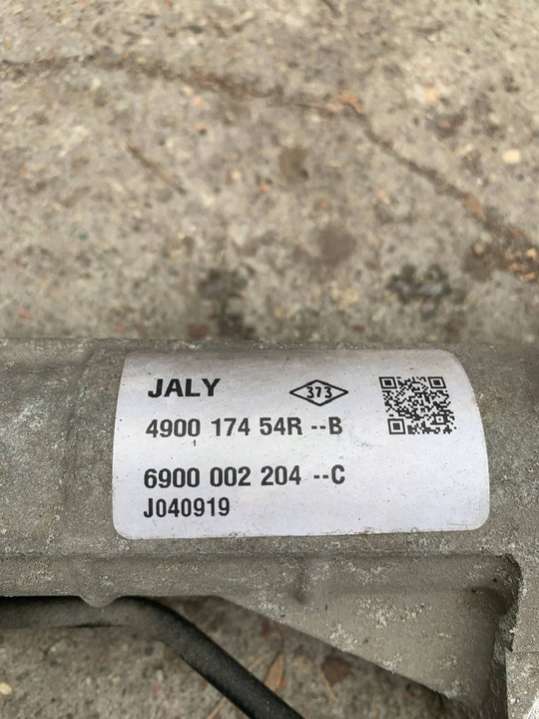 JALY 373
4900 174 54R --B
6900 002 204 --C
J040919